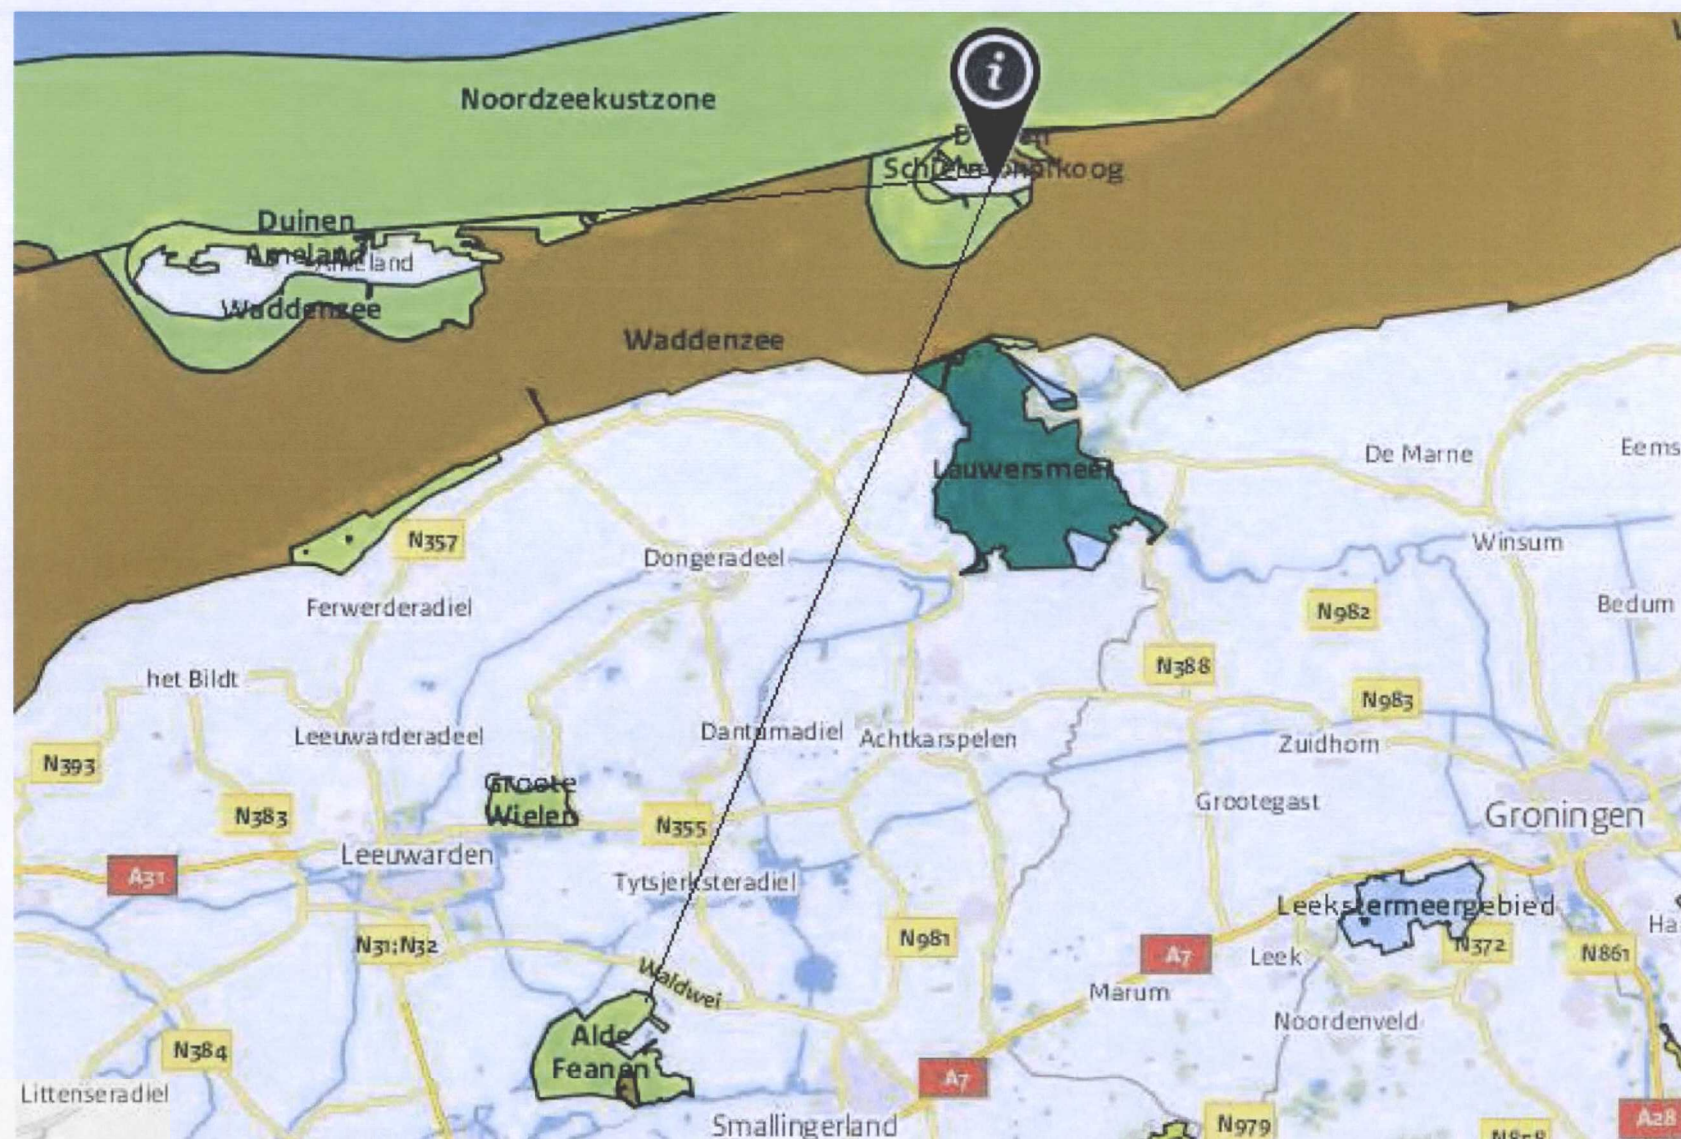 Noordzeekustzone
Duinen
Schiermonnikoog
Duinen
Ameland
Ameland
Waddenzee
Waddenzee
Lauwersmeer
De Marne
Eems
N357
Dongeradeel
Winsum
Ferwerderadiel
N982
Bedum
het Bildt
N388
N983
Leeuwarderadeel
Dantumadiel
Achtkarspelen
Zuidhorn
N393
Groote
Wielen
Grootegast
N383
N355
Groningen
Leeuwarden
A31
Tytsjerksteradiel
Leekstermeergebied
Ha
N31;N32
N981
A7
Leek
N372
N861
Waldwei
Marum
Noordenveld
Alde
Feanen
N384
A7
Littenseradiel
Smallingerland
N979
A28